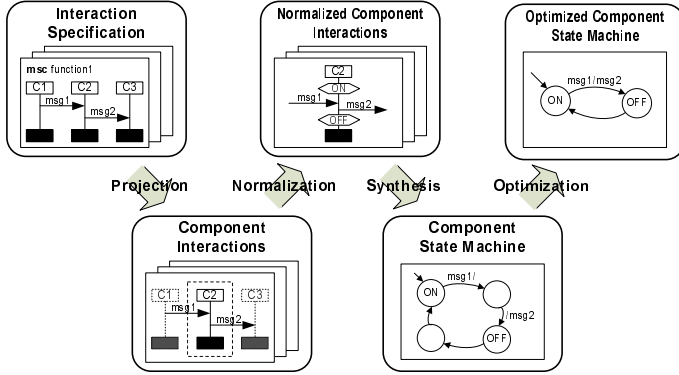 Interaction
Specification
msc function1
C1 C2 C3
msg1
msg2
Normalized Component
Interactions
C2
ON
msg1
msg2
OFF
Optimized Component
State Machine
msg1/msg2
ON
OFF
Projection
Normalization
Synthesis
Optimization
Component
Interactions
C1 C2 C3
msg1
msg2
Component
State Machine
msg1/
ON
/msg2
OFF